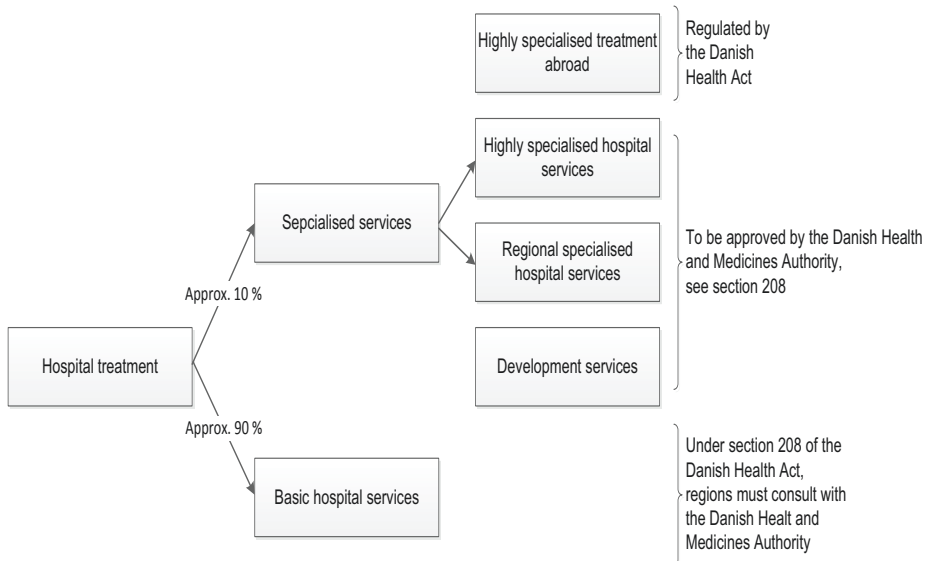 Highly specialised treatment
abroad
Regulated by
the Danish
Health Act
Highly specialised hospital
services
Sepcialised services
Regional specialised
hospital services
To be approved by the Danish Health
and Medicines Authority,
see section 208
Approx. 10 %
Hospital treatment
Development services
Approx. 90 %
Basic hospital services
Under section 208 of the
Danish Health Act,
regions must consult with
the Danish Healt and
Medicines Authority